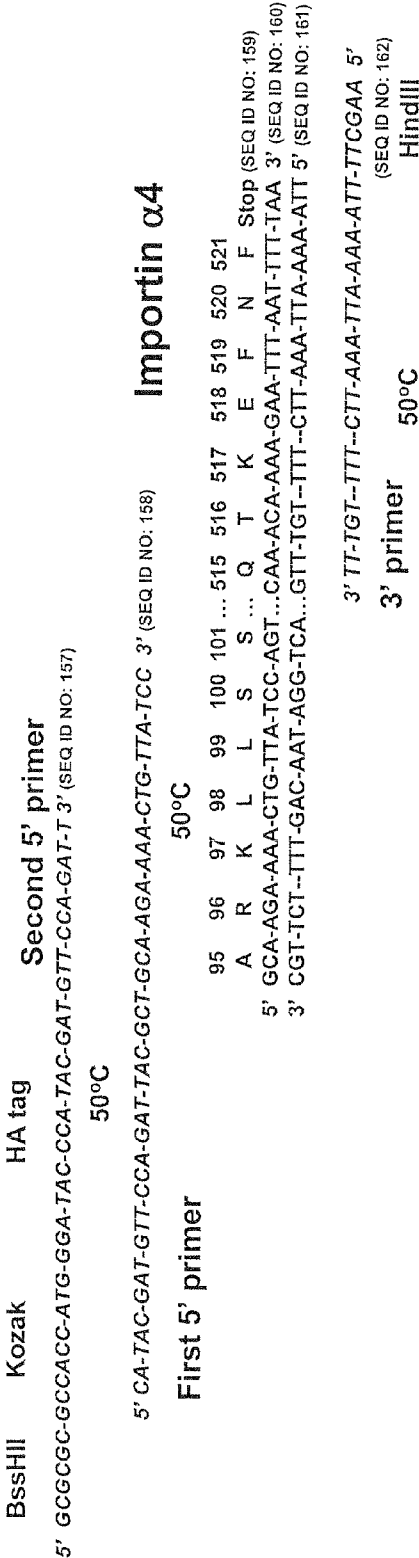 BssHII Kozak HA tag Second 5' primer
5' GCGCGC-GCCACC-ATG-GGA-TAC-CCA-TAC-GAT-GTT-CCA-GAT-T 3' (SEQ ID NO: 157)
50°C
5' CA-TAC-GAT-GTT-CCA-GAT-TAC-GCT-GCA-AGA-AAA-CTG-TTA-TCC 3' (SEQ ID NO: 158)
First 5' primer 50°C Importin α4
95 96 97 98 99 100 101 ... 515 516 517 518 519 520 521
A R K L L S S ... Q T K E F N F Stop (SEQ ID NO: 159)
5' GCA-AGA-AAA-CTG-TTA-TCC-AGT...CAA-ACA-AAA-GAA-TTT-AAT-TTT-TAA 3' (SEQ ID NO: 160)
3' CGT-TCT--TTT-GAC-AAT-AGG-TCA...GTT-TGT--TTT--CTT-AAA-TTA-AAA-ATT 5' (SEQ ID NO: 161)
3' TT-TGT--TTT--CTT-AAA-TTA-AAA-ATT-TTCGAA 5'
(SEQ ID NO: 162)
3' primer 50°C HindIII